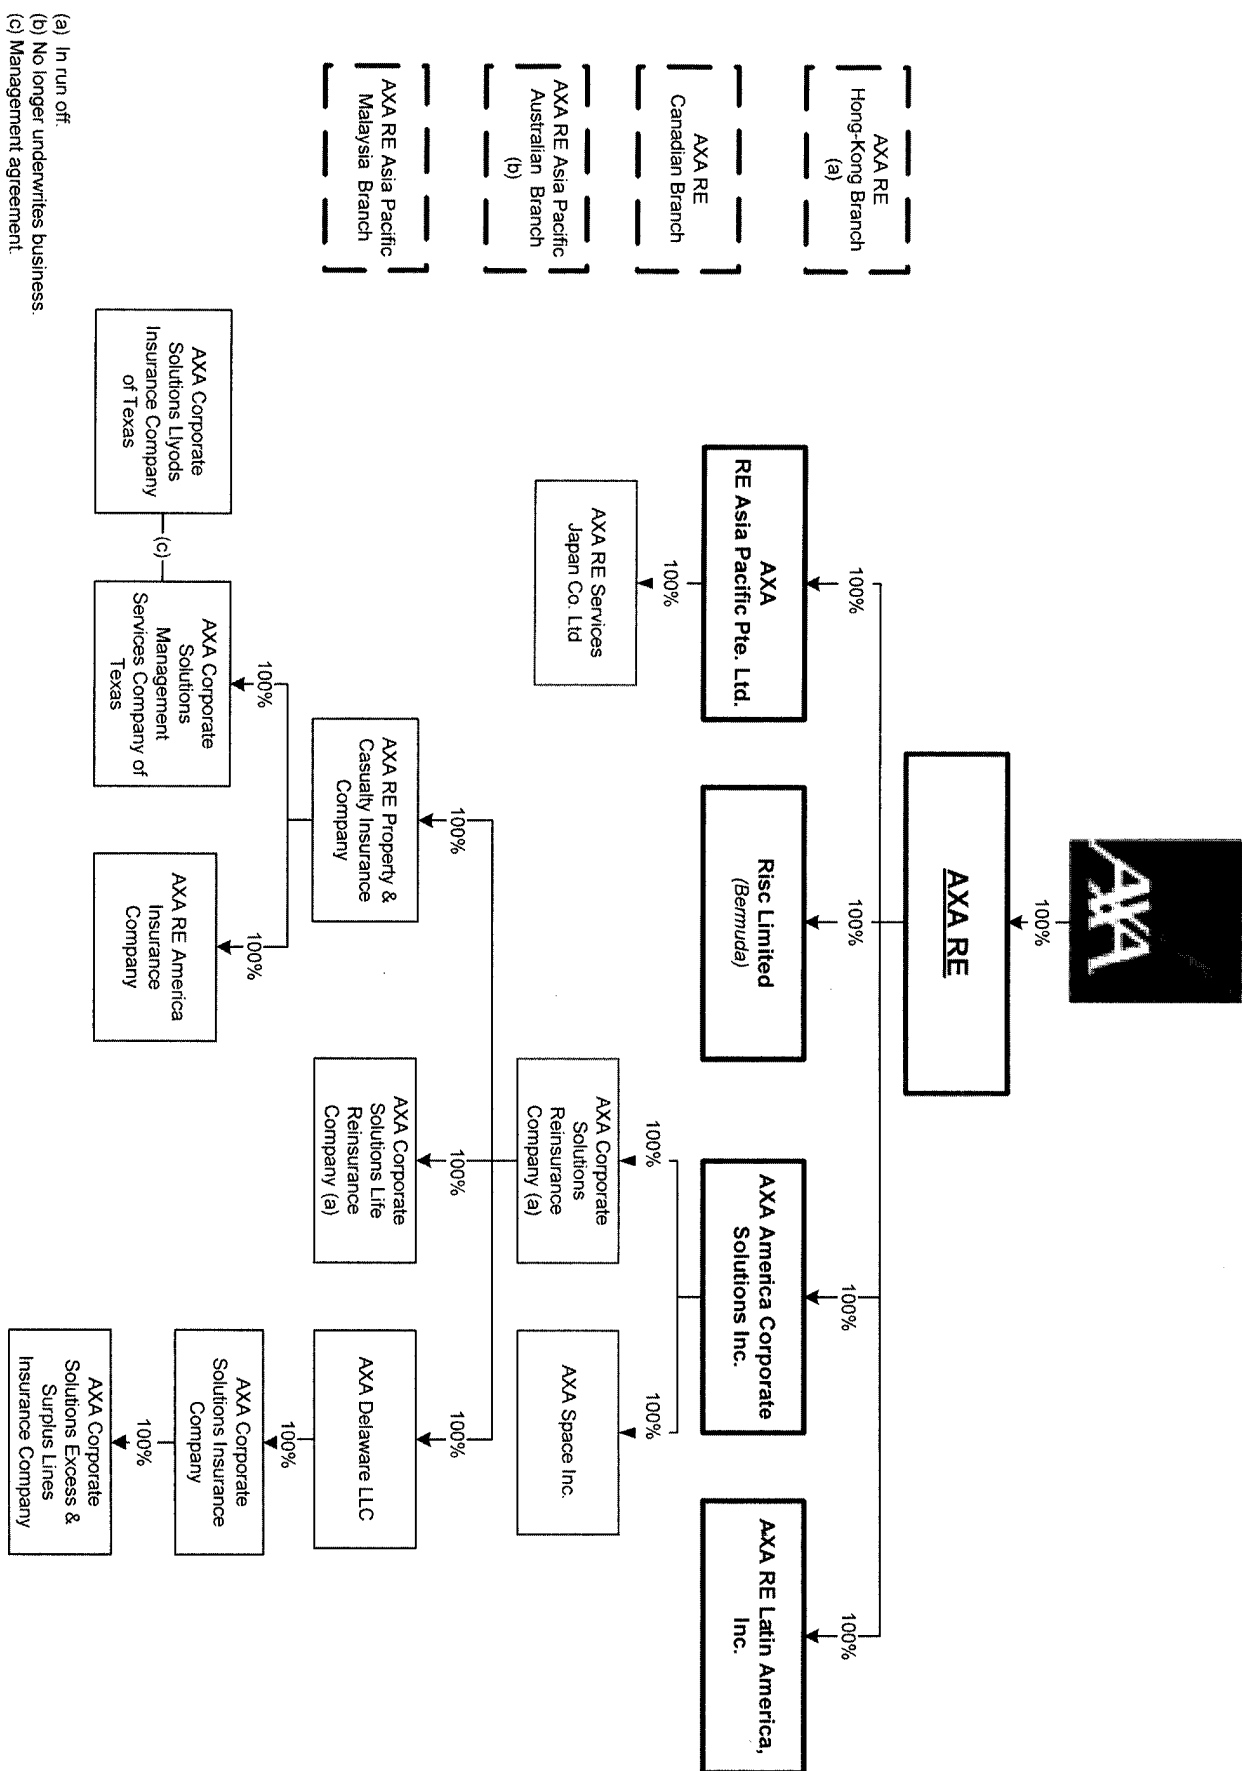 AXA
100%
AXA RE
100%
100%
100%
100%
AXA RE
Hong-Kong Branch
(a)
AXA
RE Asia Pacific Pte. Ltd.
Risc Limited
(Bermuda)
AXA America Corporate
Solutions Inc.
AXA RE Latin America,
Inc.
AXA RE
Canadian Branch
100%
100%
100%
AXA RE Asia Pacific
Australian Branch
(b)
AXA RE Services
Japan Co. Ltd
AXA Corporate
Solutions
Reinsurance
Company (a)
AXA Space Inc.
100%
100%
100%
AXA RE Asia Pacific
Malaysia Branch
AXA RE Property &
Casualty Insurance
Company
AXA Corporate
Solutions Life
Reinsurance
Company (a)
AXA Delaware LLC
100%
100%
100%
AXA Corporate
Solutions Llyods
Insurance Company
of Texas
(c)
AXA Corporate
Solutions
Management
Services Company of
Texas
AXA RE America
Insurance
Company
AXA Corporate
Solutions Insurance
Company
100%
AXA Corporate
Solutions Excess &
Surplus Lines
Insurance Company
(a) In run off.
(b) No longer underwrites business.
(c) Management agreement.